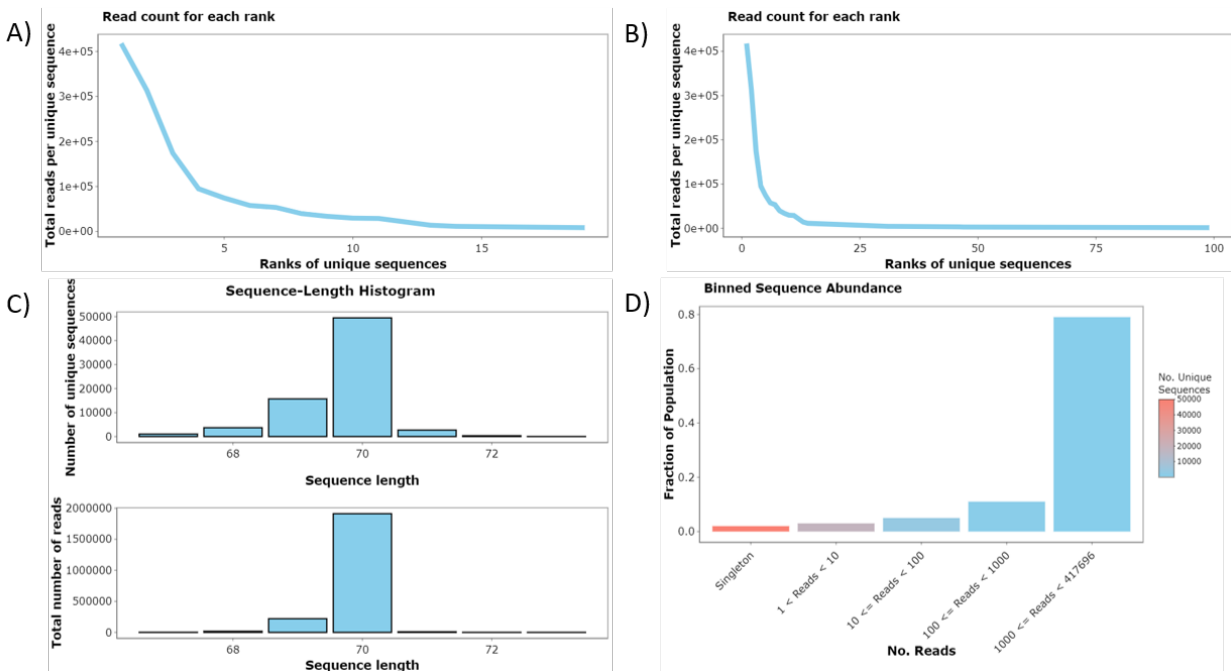 A)
Read count for each rank
Total reads per unique sequence
4e+05
3e+05
2e+05
1e+05
0e+00
5
10
15
Ranks of unique sequences
B)
Read count for each rank
Total reads per unique sequence
4e+05
3e+05
2e+05
1e+05
0e+00
0
25
50
75
100
Ranks of unique sequences
C)
Sequence-Length Histogram
Number of unique sequences
50000
40000
30000
20000
10000
0
68
70
72
Sequence length
Total number of reads
2000000
1500000
1000000
500000
0
68
70
72
Sequence length
D)
Binned Sequence Abundance
Fraction of Population
0.8
0.6
0.4
0.2
0.0
Singleton
1 < Reads < 10
10 <= Reads < 100
100 <= Reads < 1000
1000 <= Reads < 417696
No. Reads
No. Unique
Sequences
50000
40000
30000
20000
10000